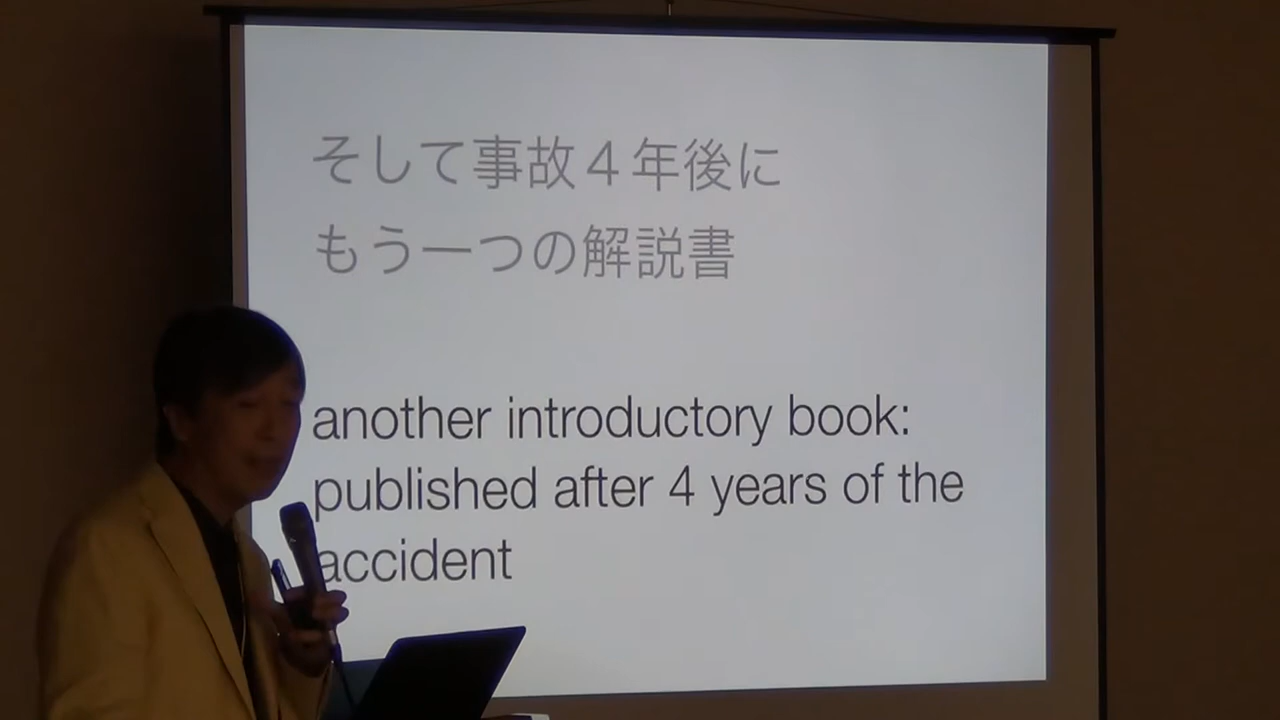 そして事故４年後に
もう一つの解説書
another introductory book:
published after 4 years of the
accident